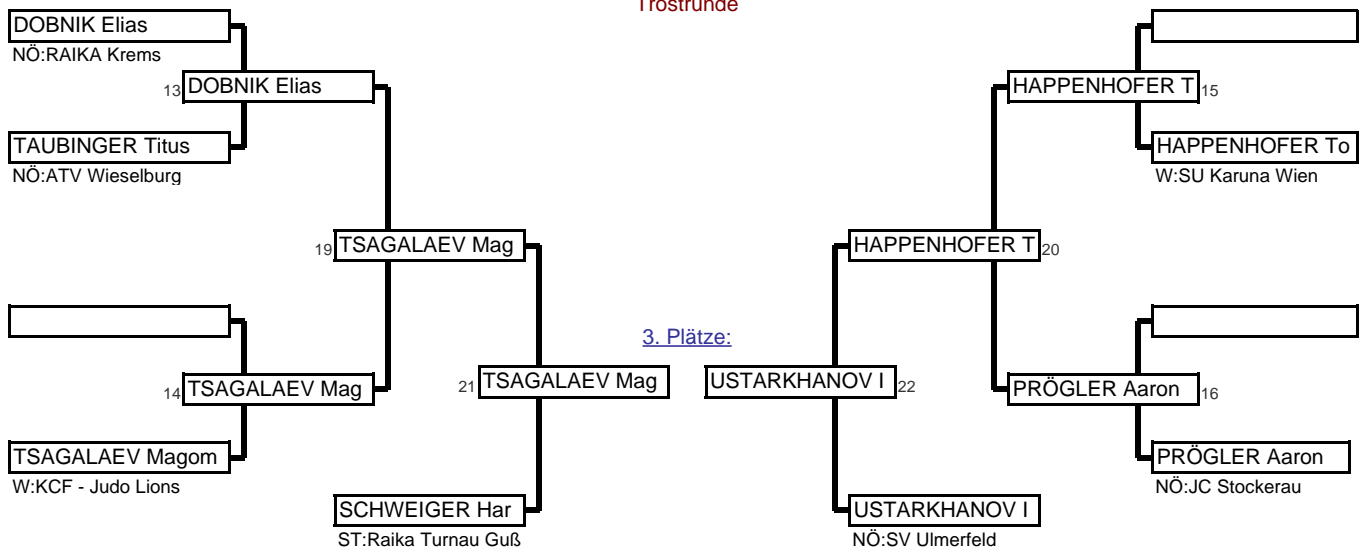 Trostrunde
DOBNIK Elias
NÖ:RAIKA Krems
13 DOBNIK Elias
TAUBINGER Titus
NÖ:ATV Wieselburg
19 TSAGALAEV Mag
14 TSAGALAEV Mag
TSAGALAEV Magom
W:KCF - Judo Lions
21 TSAGALAEV Mag
SCHWEIGER Har
ST:Raika Turnau Guß
3. Plätze:
HAPPENHOFER T 15
HAPPENHOFER To
W:SU Karuna Wien
HAPPENHOFER T 20
USTARKHANOV I 22
PRÖGLER Aaron 16
PRÖGLER Aaron
NÖ:JC Stockerau
USTARKHANOV I
NÖ:SV Ulmerfeld